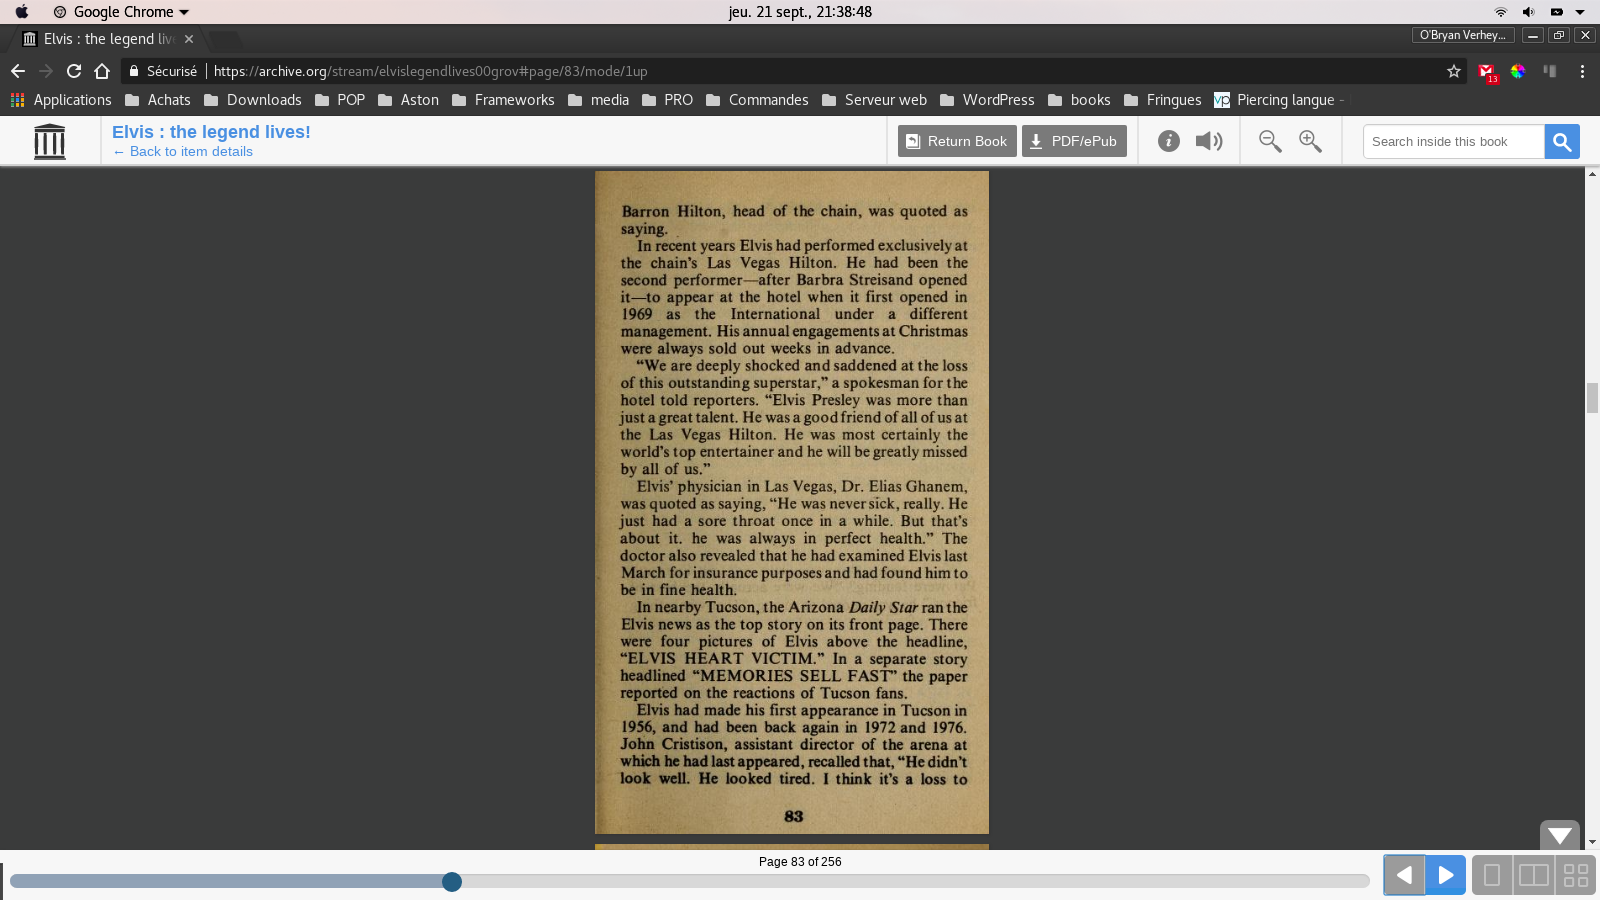 Google Chrome
jeu. 21 sept., 21:38:48
Elvis : the legend live
O'Bryan Verhey...
Sécurisé https://archive.org/stream/elvislegendlives00grov#page/83/mode/1up
13
Applications Achats Downloads POP Aston Frameworks media PRO Commandes Serveur web WordPress books Fringues vp Piercing langue -
Elvis : the legend lives!
← Back to item details
Return Book PDF/ePub
Search inside this book
Barron Hilton, head of the chain, was quoted as
saying.
In recent years Elvis had performed exclusively at
the chain's Las Vegas Hilton. He had been the
second performer—after Barbra Streisand opened
it—to appear at the hotel when it first opened in
1969 as the International under a different
management. His annual engagements at Christmas
were always sold out weeks in advance.
“We are deeply shocked and saddened at the loss
of this outstanding superstar,” a spokesman for the
hotel told reporters. “Elvis Presley was more than
just a great talent. He was a good friend of all of us at
the Las Vegas Hilton. He was most certainly the
world's top entertainer and he will be greatly missed
by all of us.”
Elvis' physician in Las Vegas, Dr. Elias Ghanem,
was quoted as saying, “He was never sick, really. He
just had a sore throat once in a while. But that's
about it. he was always in perfect health.” The
doctor also revealed that he had examined Elvis last
March for insurance purposes and had found him to
be in fine health.
In nearby Tucson, the Arizona Daily Star ran the
Elvis news as the top story on its front page. There
were four pictures of Elvis above the headline,
“ELVIS HEART VICTIM.” In a separate story
headlined “MEMORIES SELL FAST” the paper
reported on the reactions of Tucson fans.
Elvis had made his first appearance in Tucson in
1956, and had been back again in 1972 and 1976.
John Cristison, assistant director of the arena at
which he had last appeared, recalled that, “He didn't
look well. He looked tired. I think it's a loss to
83
Page 83 of 256